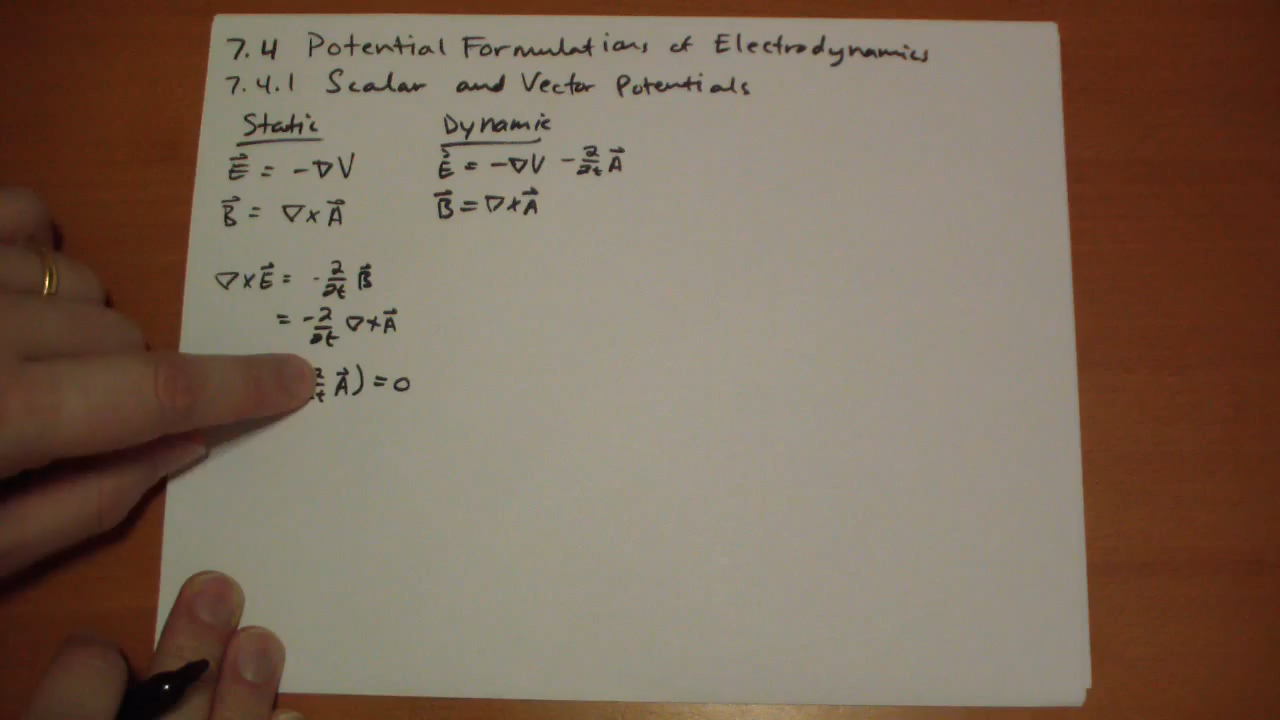 7.4 Potential Formulations of Electrodynamics
7.4.1 Scalar and Vector Potentials
Static Dynamic
E⃗ = -∇V E⃗ = -∇V - ∂/∂t A⃗
B⃗ = ∇×A⃗ B⃗ = ∇×A⃗
∇×E⃗ = -∂/∂t B⃗
= -∂/∂t ∇×A⃗
A⃗) = 0